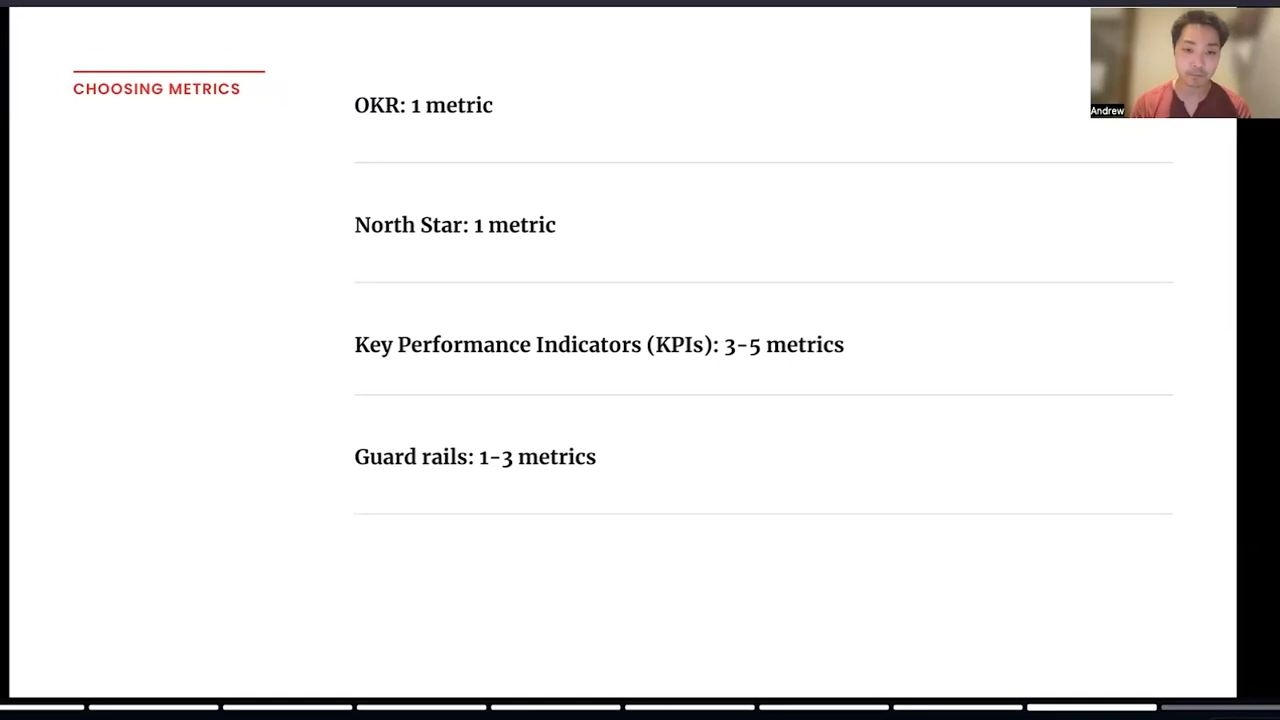 CHOOSING METRICS
OKR: 1 metric
North Star: 1 metric
Key Performance Indicators (KPIs): 3-5 metrics
Guard rails: 1-3 metrics
Andrew